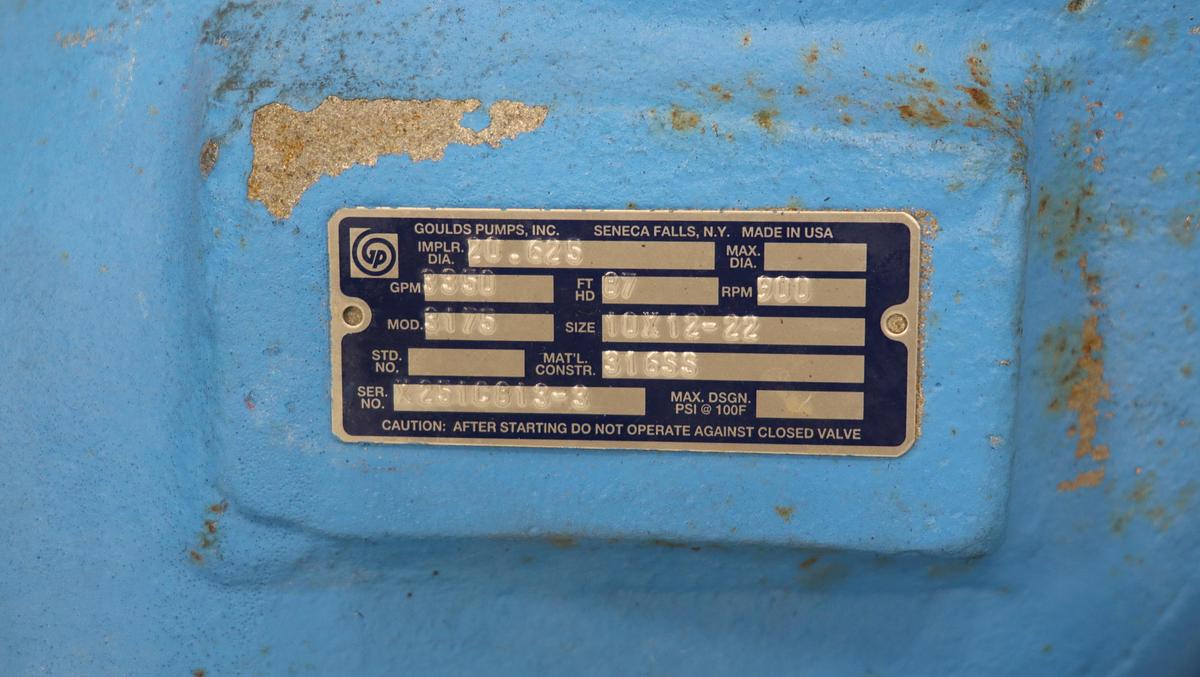 GOULDS PUMPS, INC. SENECA FALLS, N.Y. MADE IN USA
IMPLR. DIA. 20.625 MAX. DIA.
GPM 3350 FT HD 87 RPM 900
MOD. 3175 SIZE 10X12-22
STD. NO. MAT'L. CONSTR. 316SS
SER. NO. X251C813-3 MAX. DSGN. PSI @ 100F
CAUTION: AFTER STARTING DO NOT OPERATE AGAINST CLOSED VALVE